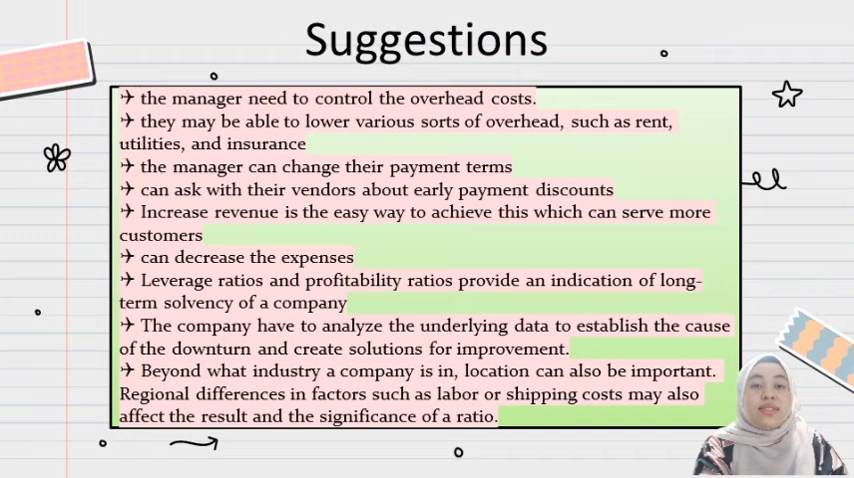 Suggestions
✈ the manager need to control the overhead costs.
✈ they may be able to lower various sorts of overhead, such as rent,
utilities, and insurance
✈ the manager can change their payment terms
✈ can ask with their vendors about early payment discounts
✈ Increase revenue is the easy way to achieve this which can serve more
customers
✈ can decrease the expenses
✈ Leverage ratios and profitability ratios provide an indication of long-
term solvency of a company
✈ The company have to analyze the underlying data to establish the cause
of the downturn and create solutions for improvement.
✈ Beyond what industry a company is in, location can also be important.
Regional differences in factors such as labor or shipping costs may also
affect the result and the significance of a ratio.